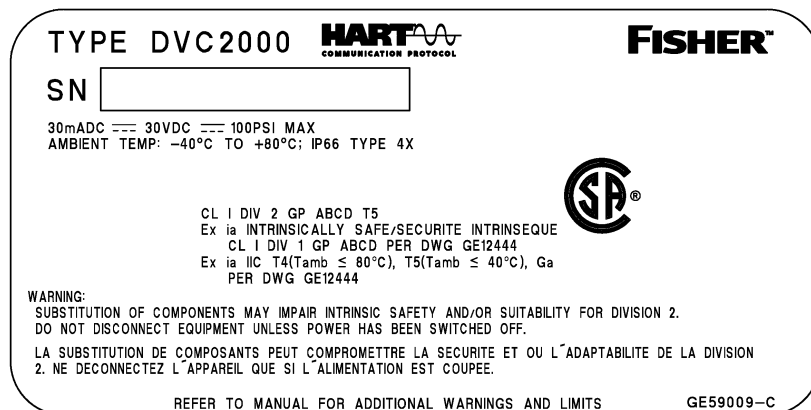 TYPE DVC2000
HART
COMMUNICATION PROTOCOL
FISHER™
SN
30mADC ⎓ 30VDC ⎓ 100PSI MAX
AMBIENT TEMP: -40°C TO +80°C; IP66 TYPE 4X
SA ®
CL I DIV 2 GP ABCD T5
Ex ia INTRINSICALLY SAFE/SECURITE INTRINSEQUE
CL I DIV 1 GP ABCD PER DWG GE12444
Ex ia IIC T4(Tamb ≤ 80°C), T5(Tamb ≤ 40°C), Ga
PER DWG GE12444
WARNING:
SUBSTITUTION OF COMPONENTS MAY IMPAIR INTRINSIC SAFETY AND/OR SUITABILITY FOR DIVISION 2.
DO NOT DISCONNECT EQUIPMENT UNLESS POWER HAS BEEN SWITCHED OFF.
LA SUBSTITUTION DE COMPOSANTS PEUT COMPROMETTRE LA SECURITE ET OU L´ADAPTABILITE DE LA DIVISION
2. NE DECONNECTEZ L´APPAREIL QUE SI L´ALIMENTATION EST COUPEE.
REFER TO MANUAL FOR ADDITIONAL WARNINGS AND LIMITS GE59009-C